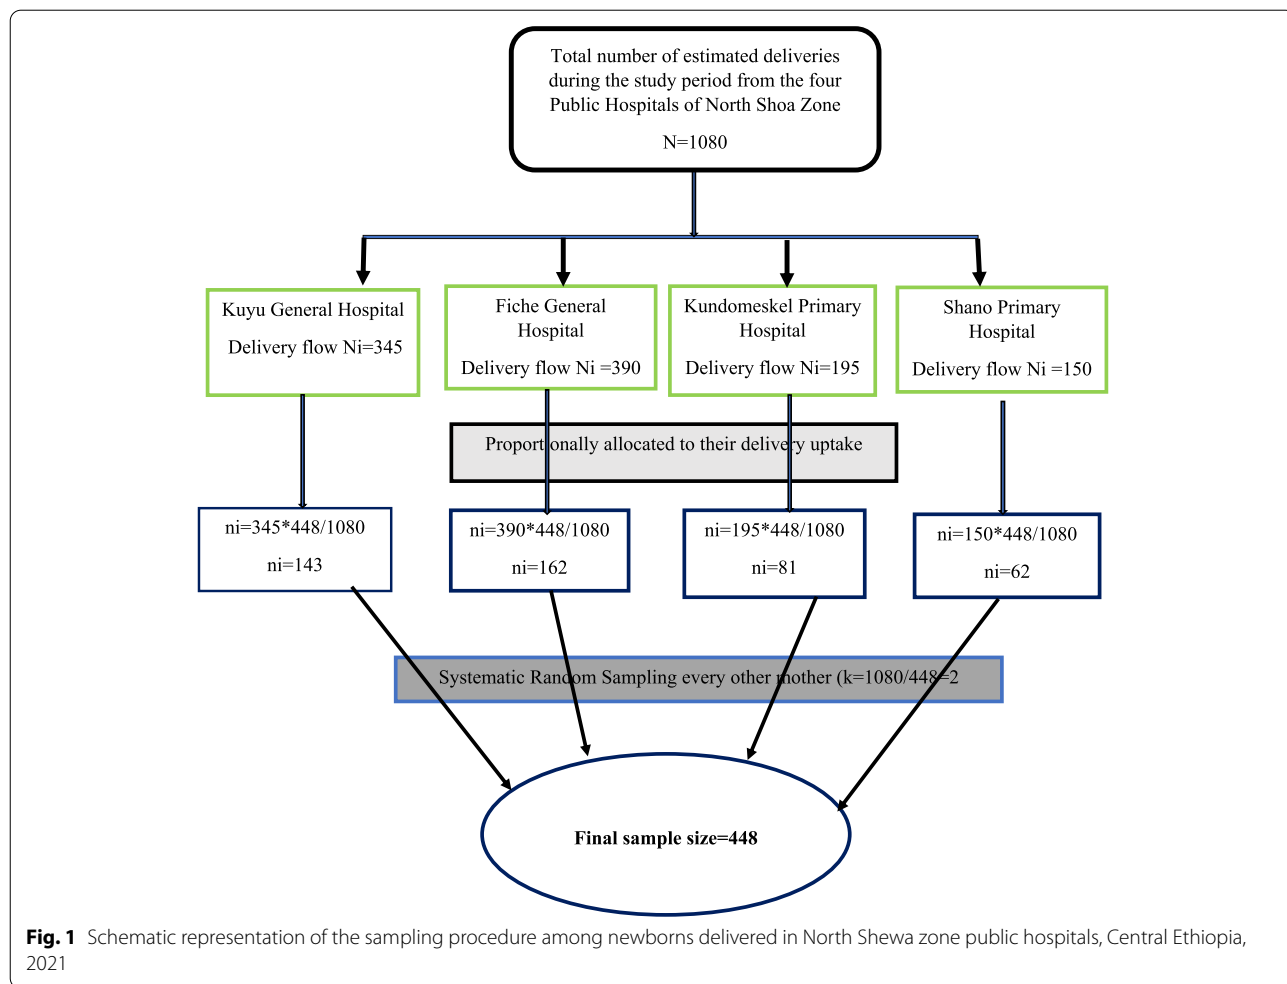 Total number of estimated deliveries
during the study period from the four
Public Hospitals of North Shoa Zone
N=1080
Kuyu General Hospital
Delivery flow Ni=345
Fiche General
Hospital
Delivery flow Ni =390
Kundomeskel Primary
Hospital
Delivery flow Ni=195
Shano Primary
Hospital
Delivery flow Ni =150
Proportionally allocated to their delivery uptake
ni=345*448/1080
ni=143
ni=390*448/1080
ni=162
ni=195*448/1080
ni=81
ni=150*448/1080
ni=62
Systematic Random Sampling every other mother (k=1080/448=2
Final sample size=448
Fig. 1 Schematic representation of the sampling procedure among newborns delivered in North Shewa zone public hospitals, Central Ethiopia,
2021